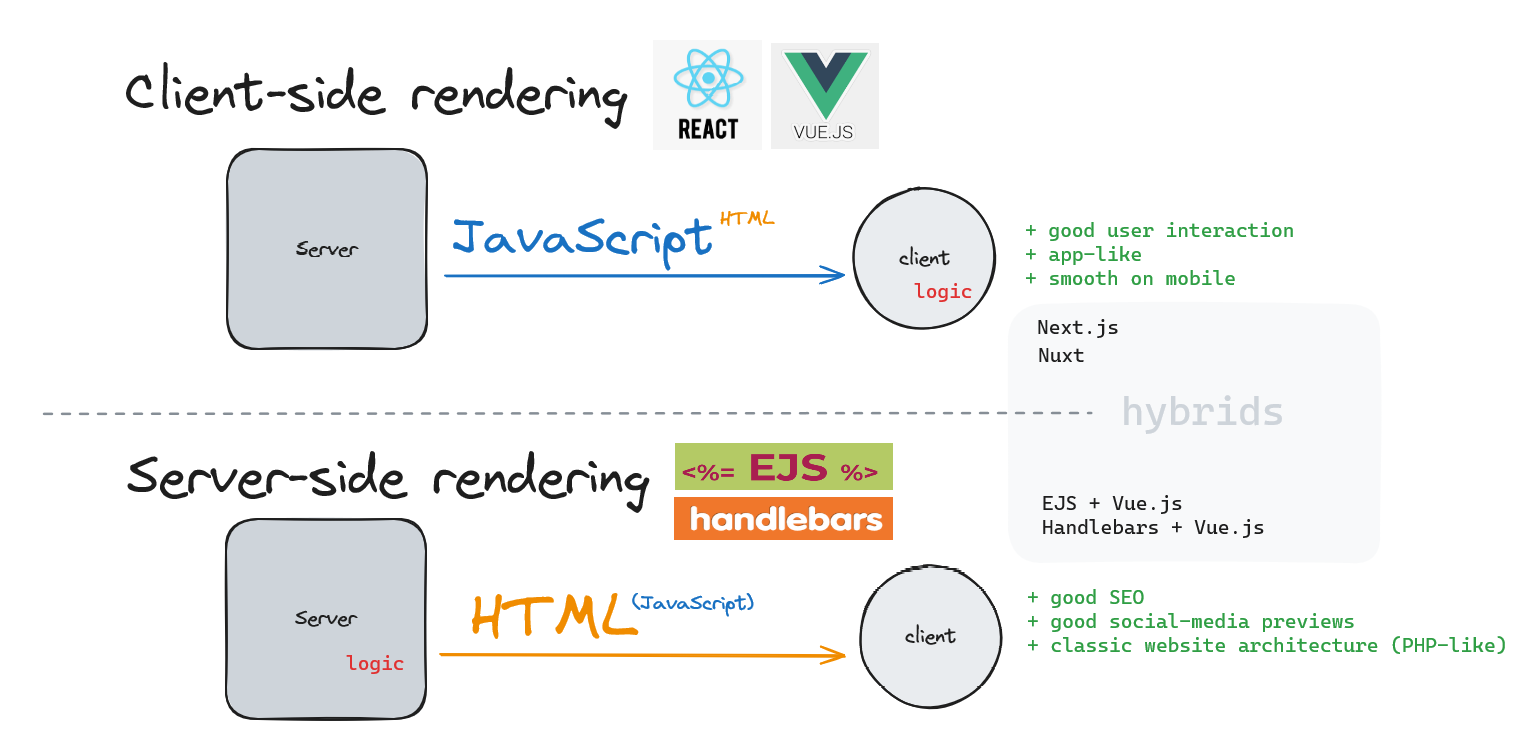 Client-side rendering
REACT
VUE.JS
Server
JavaScript HTML
client
logic
+ good user interaction
+ app-like
+ smooth on mobile
Next.js
Nuxt
hybrids
EJS + Vue.js
Handlebars + Vue.js
Server-side rendering
<%= EJS %>
handlebars
Server
logic
HTML (JavaScript)
client
+ good SEO
+ good social-media previews
+ classic website architecture (PHP-like)